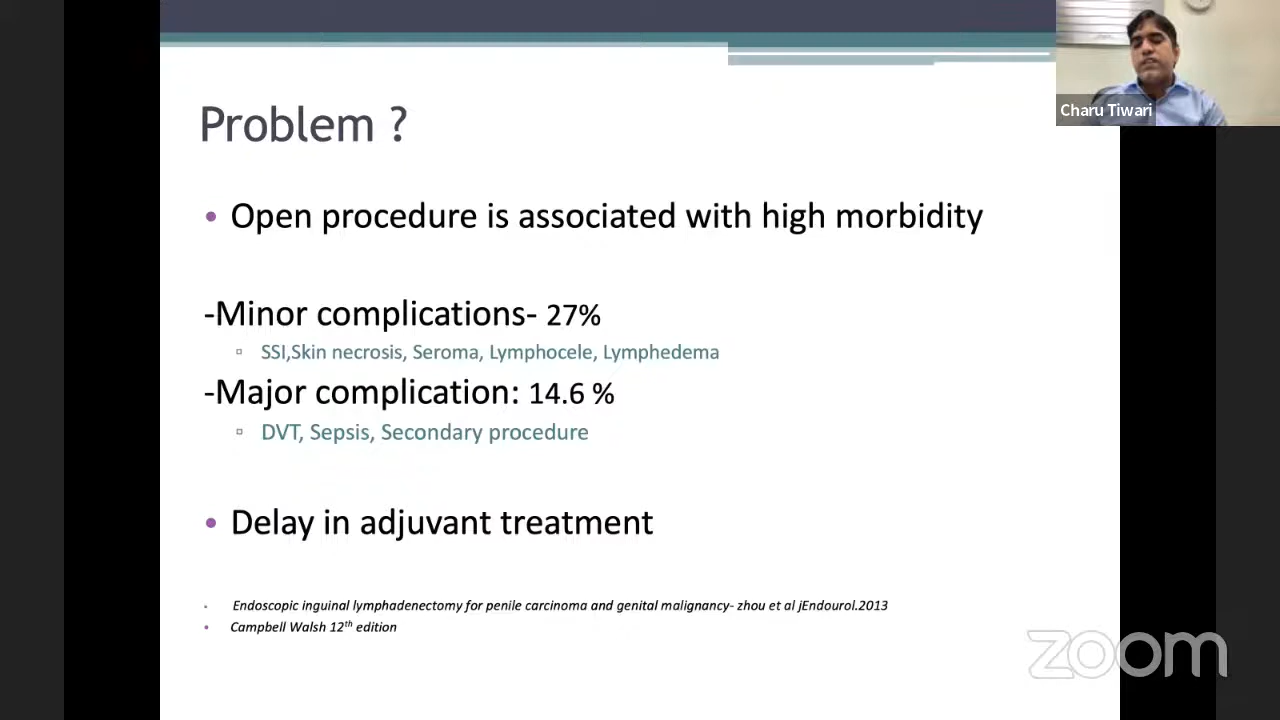 Charu Tiwari
Problem ?
• Open procedure is associated with high morbidity
-Minor complications- 27%
▫ SSI,Skin necrosis, Seroma, Lymphocele, Lymphedema
-Major complication: 14.6 %
▫ DVT, Sepsis, Secondary procedure
• Delay in adjuvant treatment
• Endoscopic inguinal lymphadenectomy for penile carcinoma and genital malignancy- zhou et al jEndourol.2013
• Campbell Walsh 12th edition
zoom